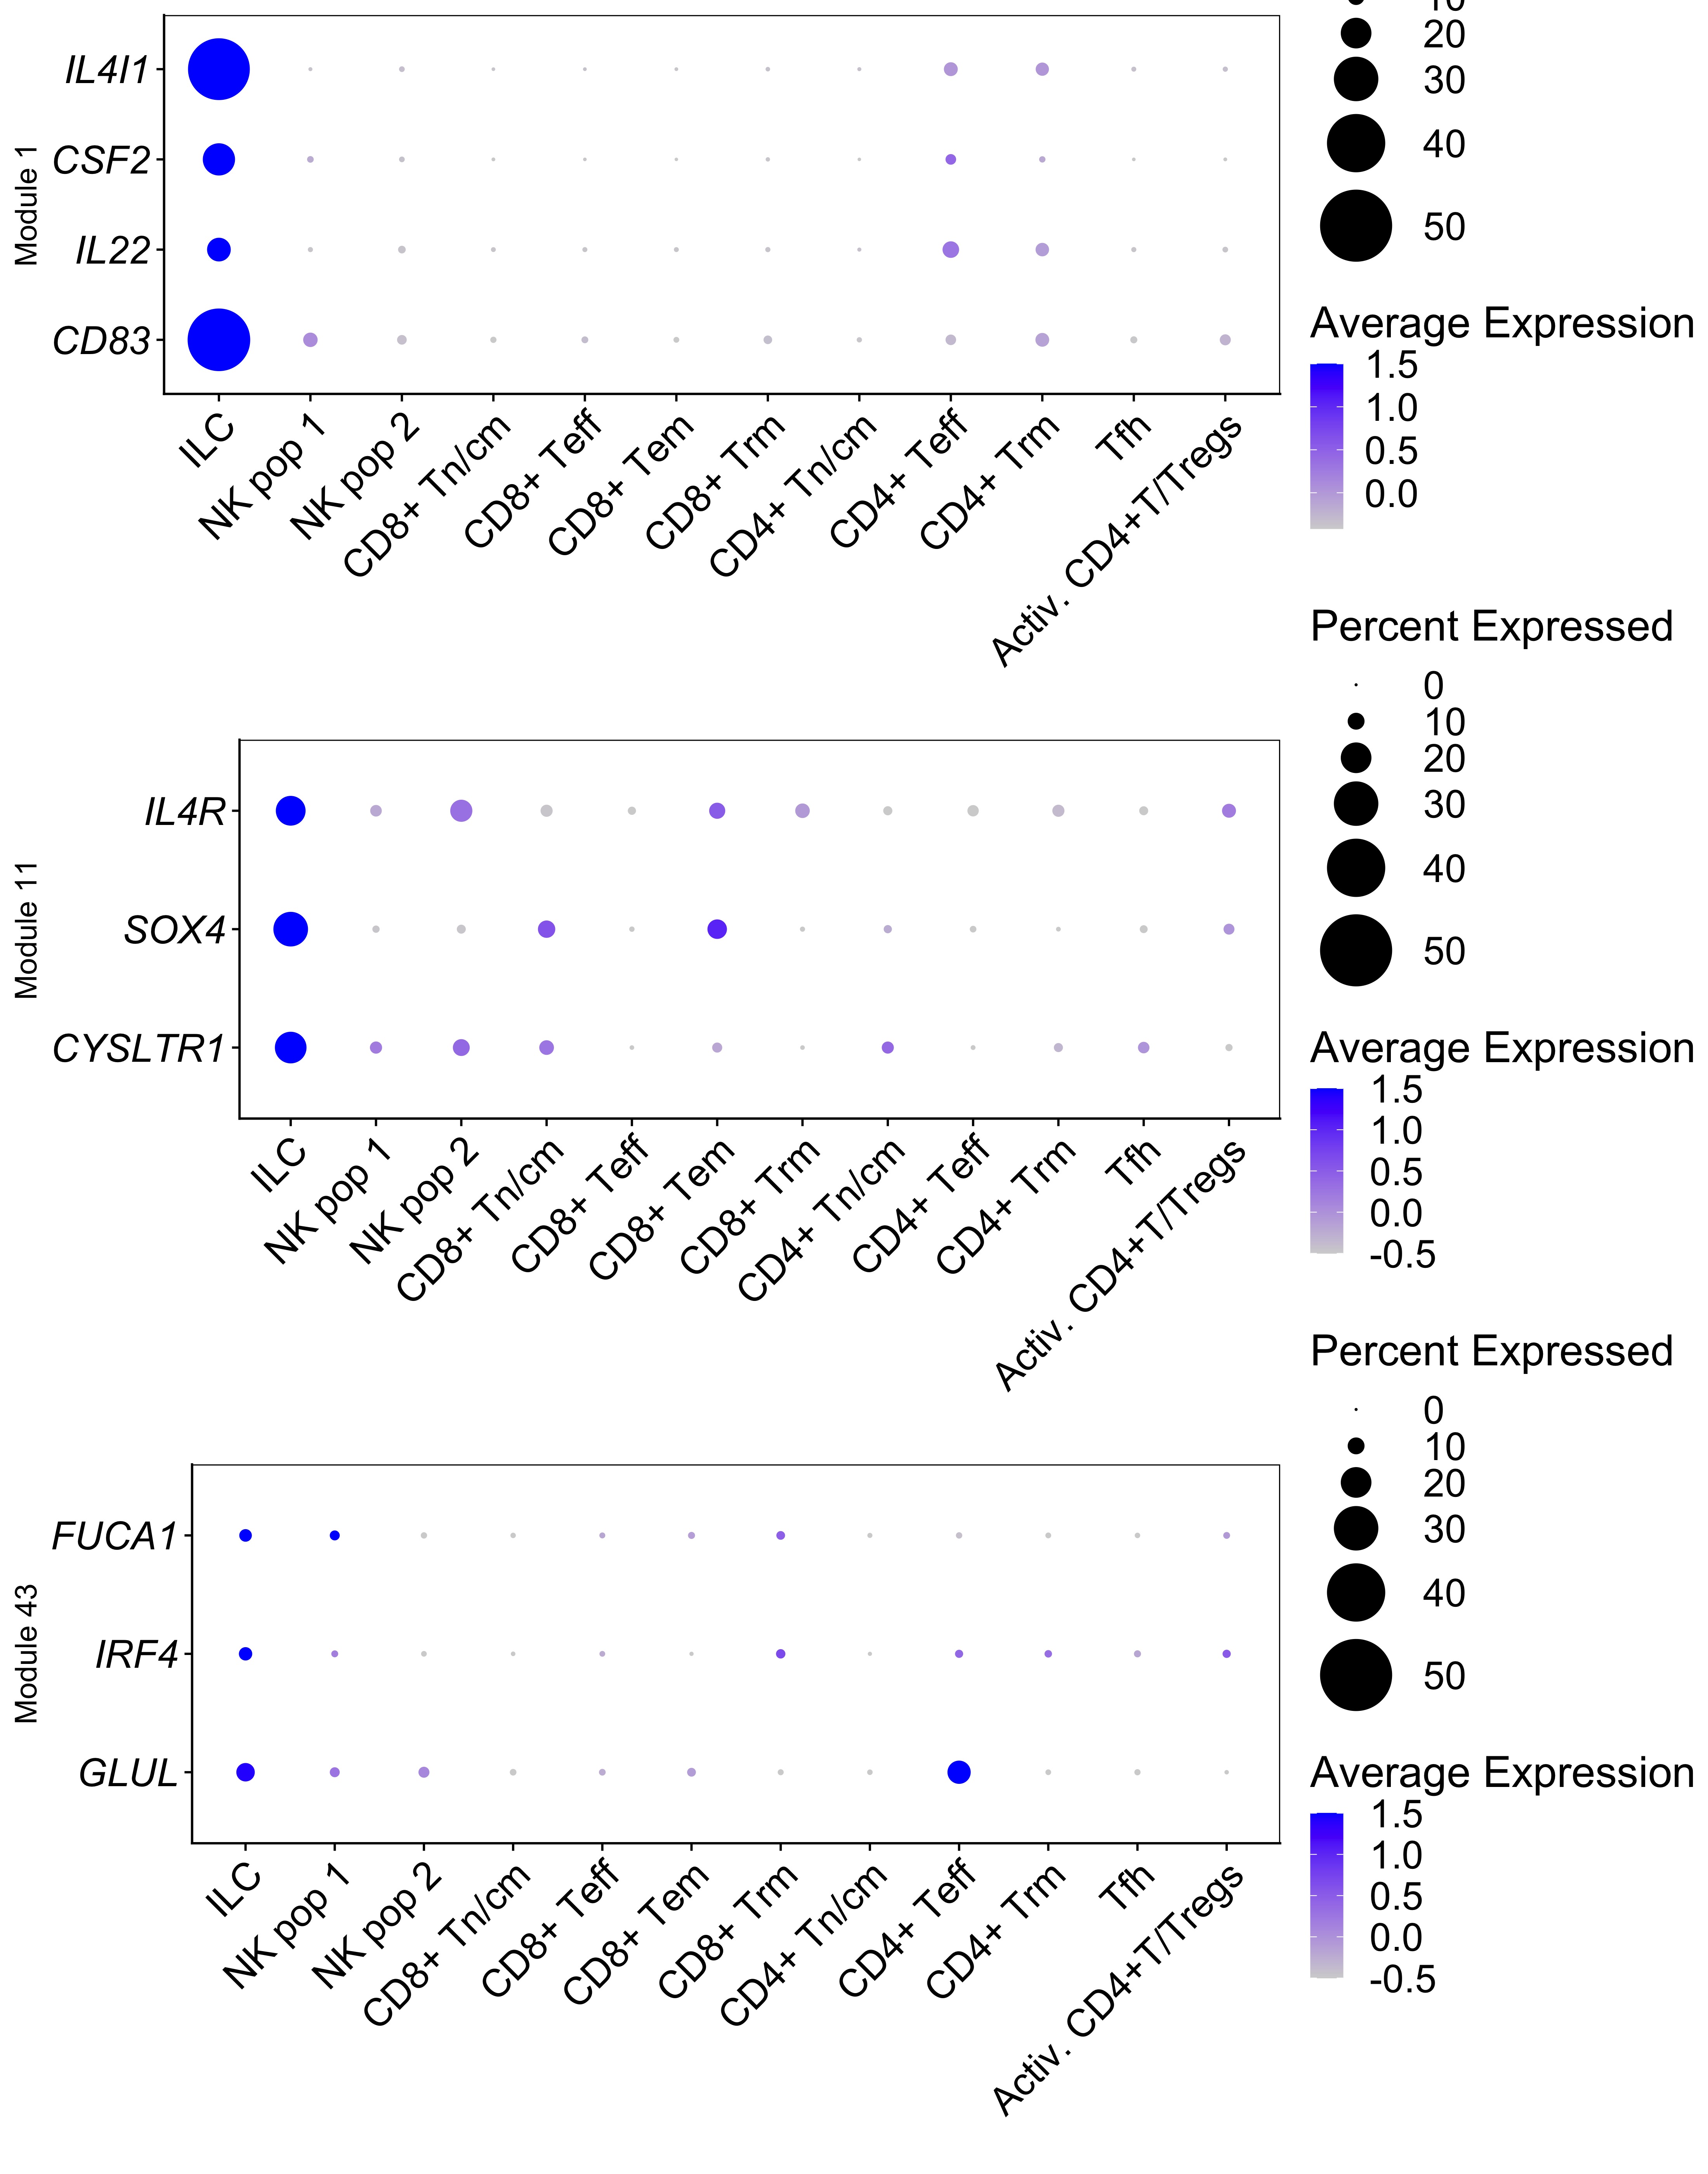 Module 1
IL4I1
CSF2
IL22
CD83
ILC
NK pop 1
NK pop 2
CD8+ Tn/cm
CD8+ Teff
CD8+ Tem
CD8+ Trm
CD4+ Tn/cm
CD4+ Teff
CD4+ Trm
Tfh
Activ. CD4+T/Tregs
10
20
30
40
50
Average Expression
1.5
1.0
0.5
0.0
Module 11
IL4R
SOX4
CYSLTR1
ILC
NK pop 1
NK pop 2
CD8+ Tn/cm
CD8+ Teff
CD8+ Tem
CD8+ Trm
CD4+ Tn/cm
CD4+ Teff
CD4+ Trm
Tfh
Activ. CD4+T/Tregs
Percent Expressed
0
10
20
30
40
50
Average Expression
1.5
1.0
0.5
0.0
-0.5
Module 43
FUCA1
IRF4
GLUL
ILC
NK pop 1
NK pop 2
CD8+ Tn/cm
CD8+ Teff
CD8+ Tem
CD8+ Trm
CD4+ Tn/cm
CD4+ Teff
CD4+ Trm
Tfh
Activ. CD4+T/Tregs
Percent Expressed
0
10
20
30
40
50
Average Expression
1.5
1.0
0.5
0.0
-0.5